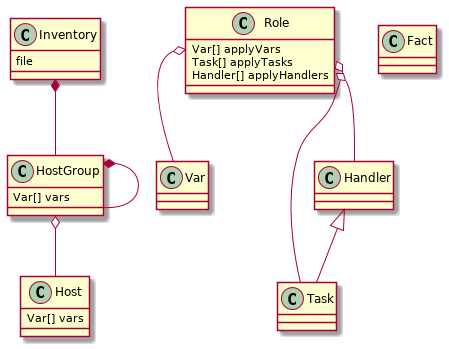 C Inventory
file
C Role
Var[] applyVars
Task[] applyTasks
Handler[] applyHandlers
C Fact
C HostGroup
Var[] vars
C Var
C Handler
C Host
Var[] vars
C Task